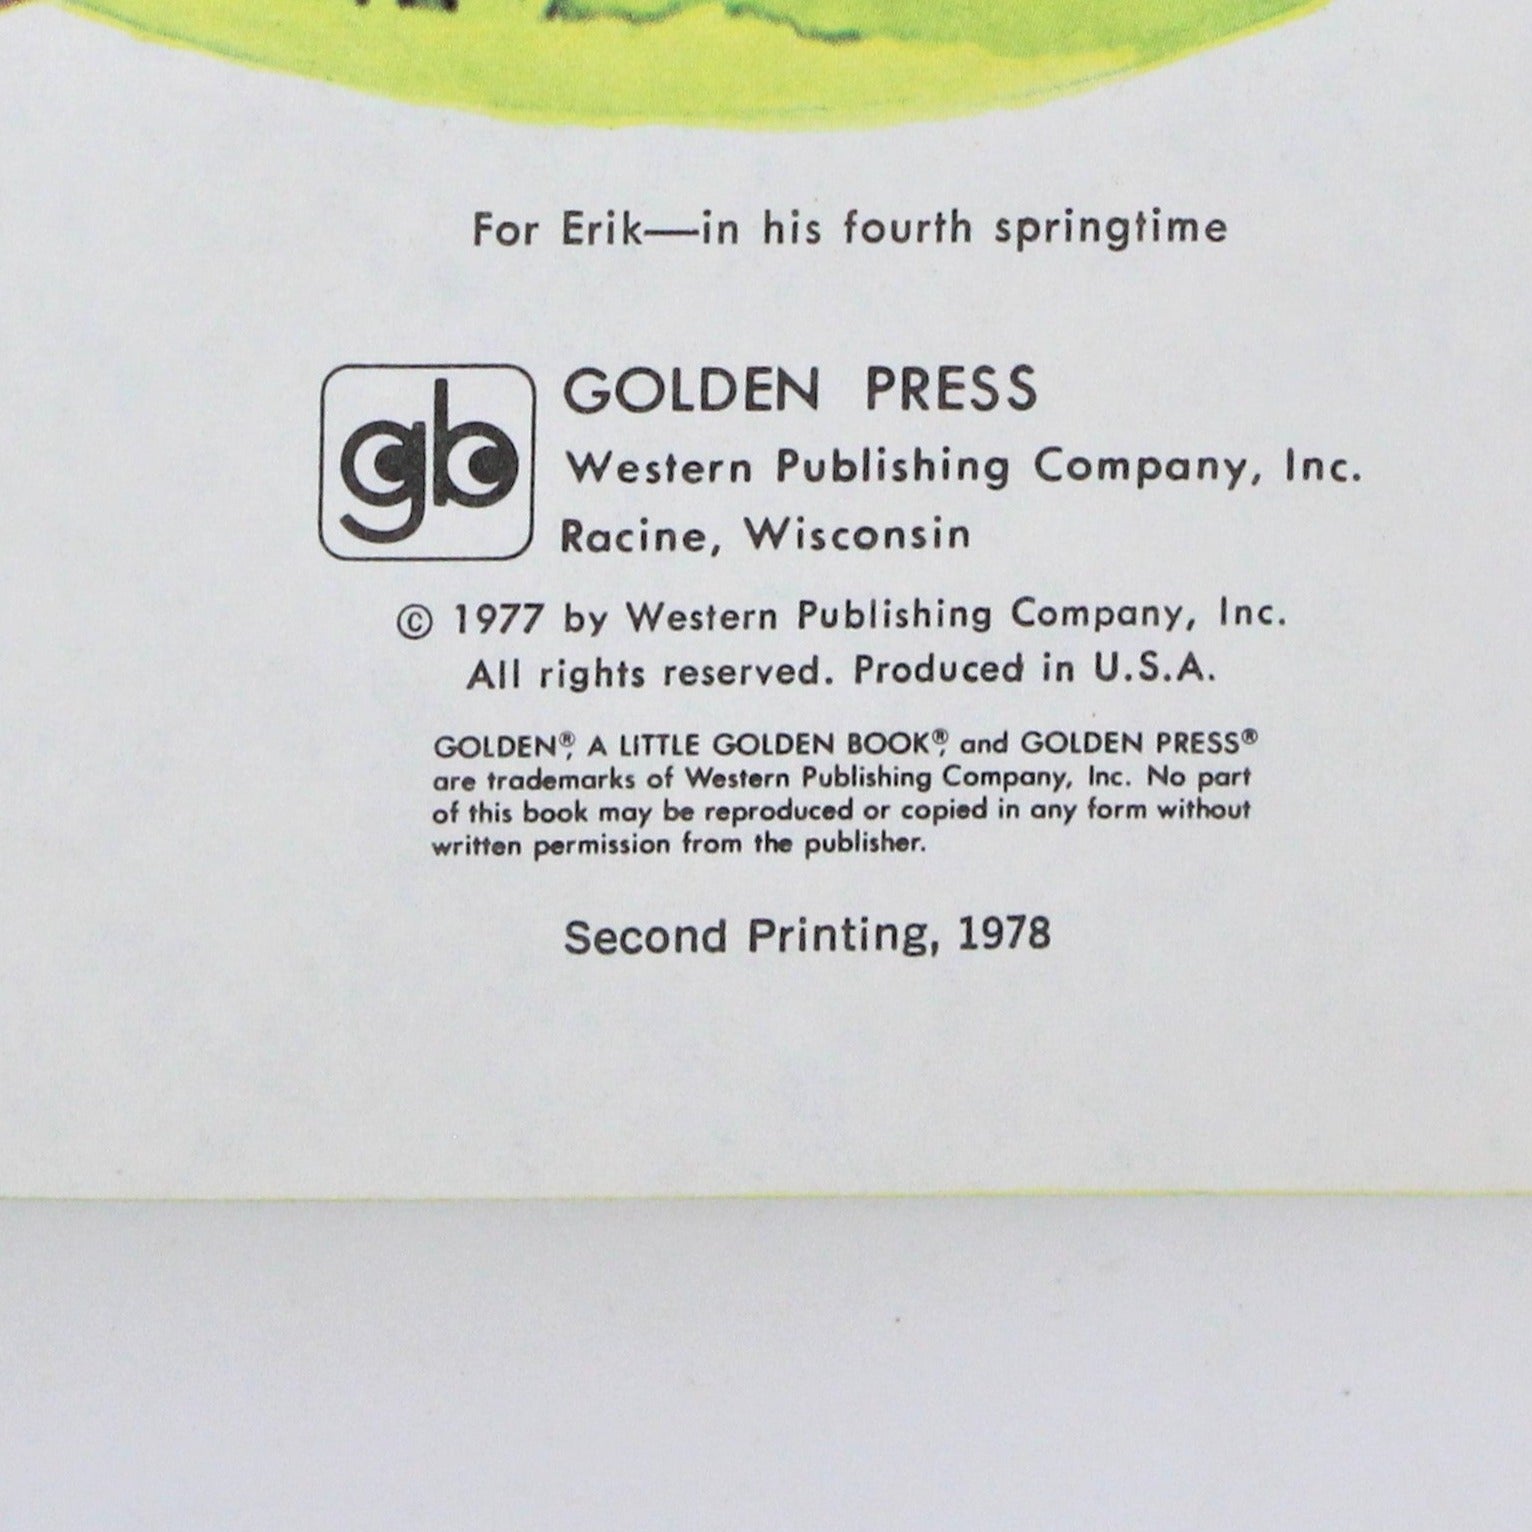 For Erik—in his fourth springtime
gb
GOLDEN PRESS
Western Publishing Company, Inc.
Racine, Wisconsin
© 1977 by Western Publishing Company, Inc.
All rights reserved. Produced in U.S.A.
GOLDEN®, A LITTLE GOLDEN BOOK®, and GOLDEN PRESS®
are trademarks of Western Publishing Company, Inc. No part
of this book may be reproduced or copied in any form without
written permission from the publisher.
Second Printing, 1978